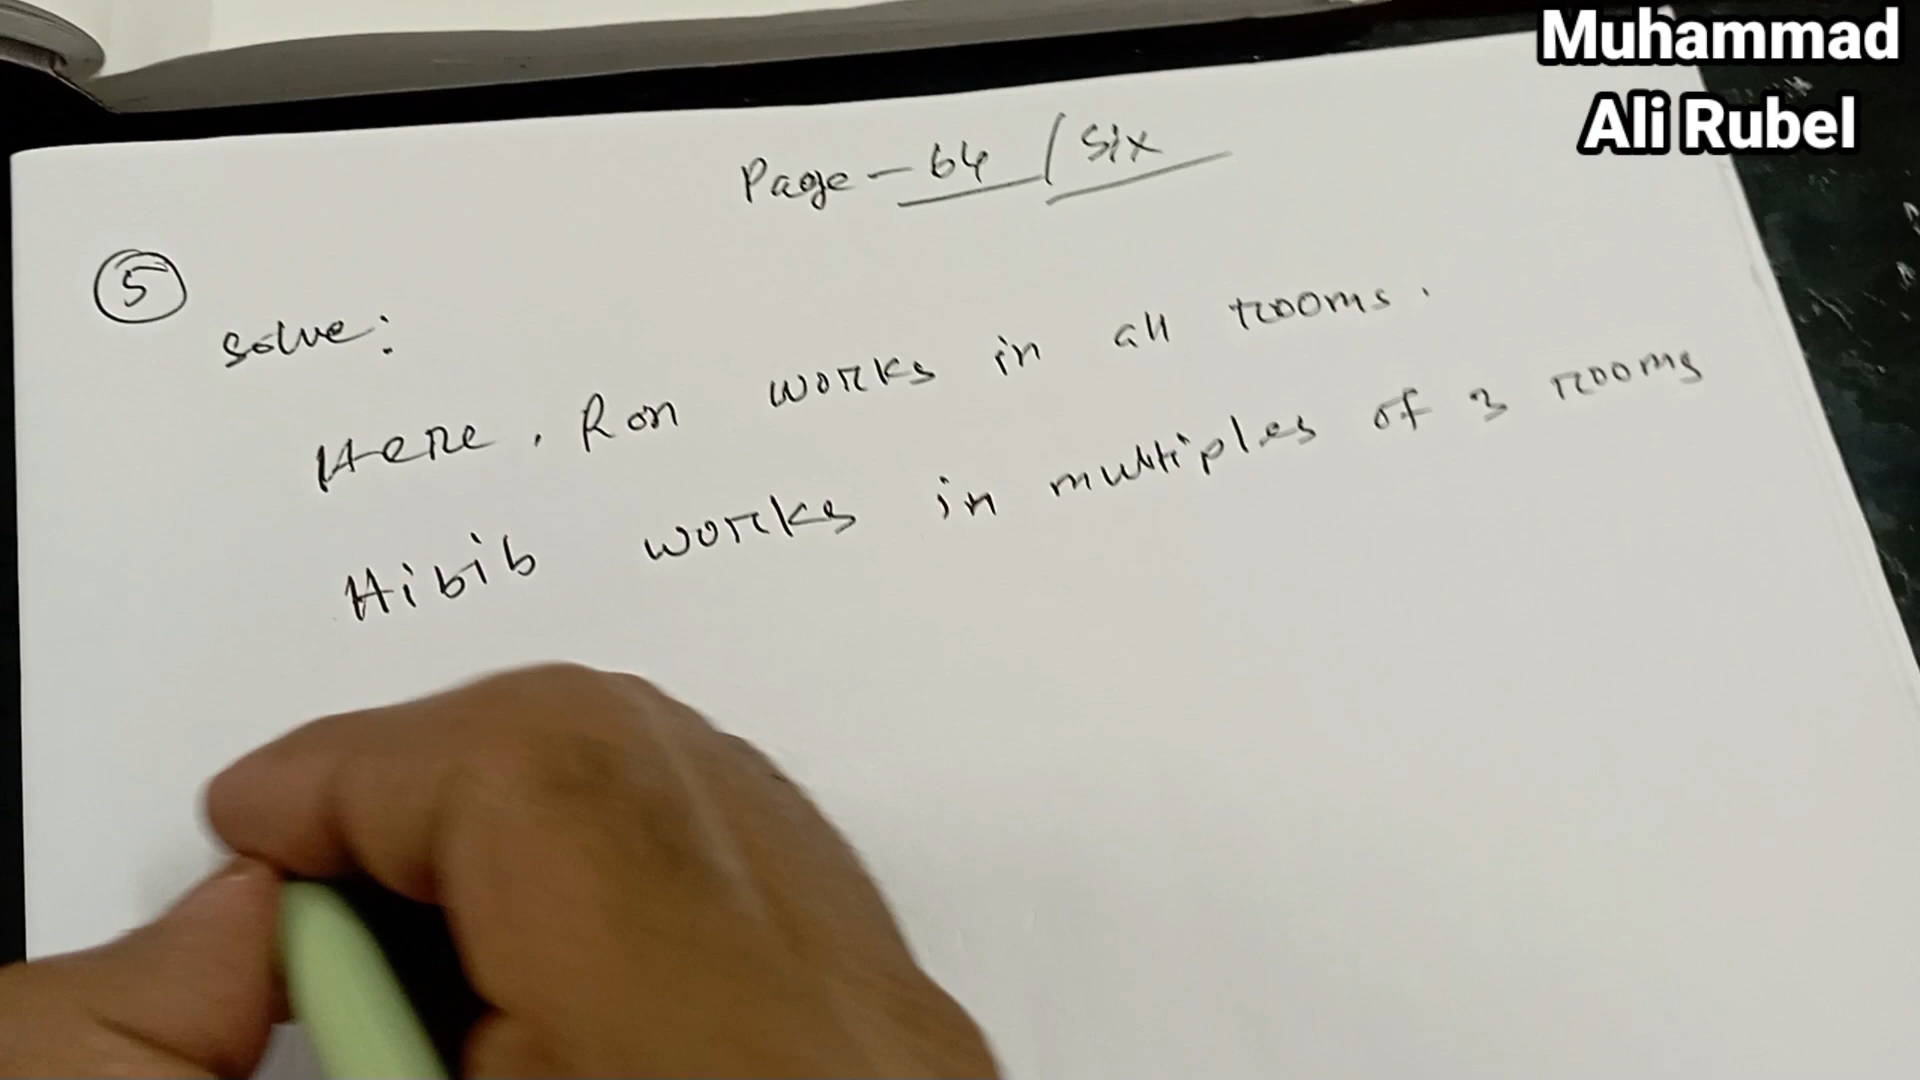 Muhammad
Ali Rubel
Page - 64 / Six
5
Solve:
Here, Ron works in all rooms.
Hibib works in multiples of 3 rooms